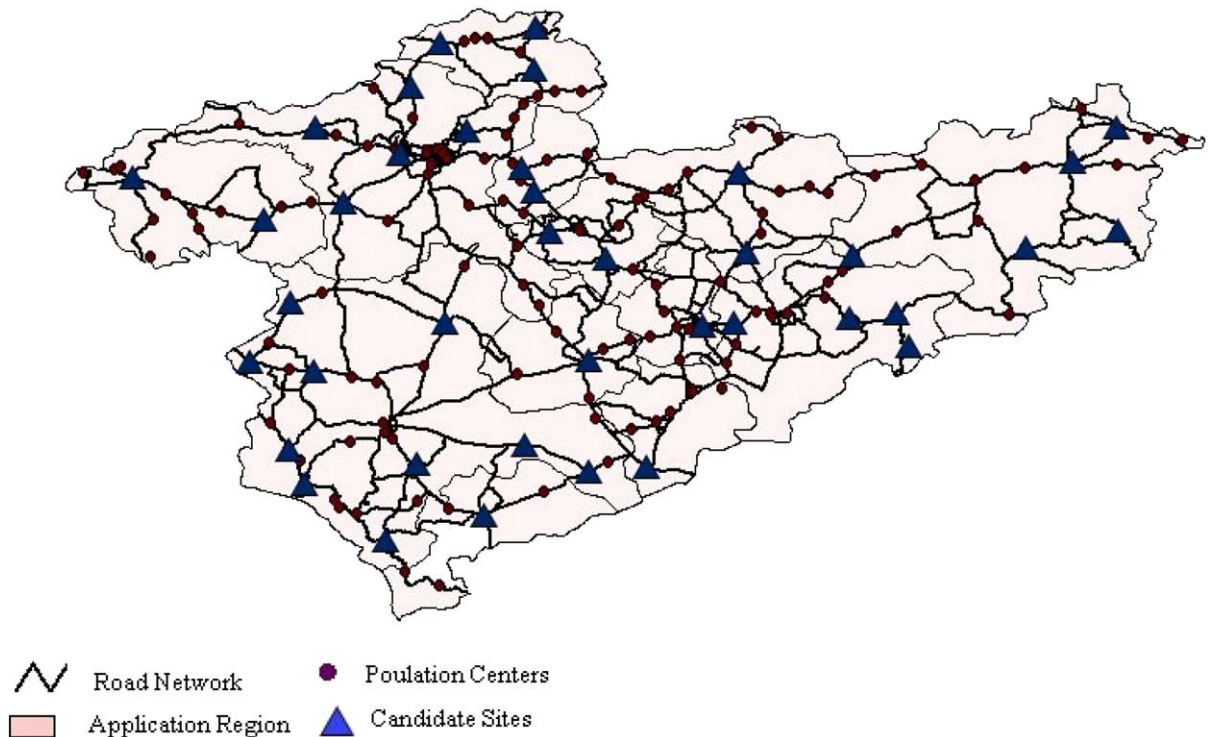 Road Network
Poulation Centers
Application Region
Candidate Sites